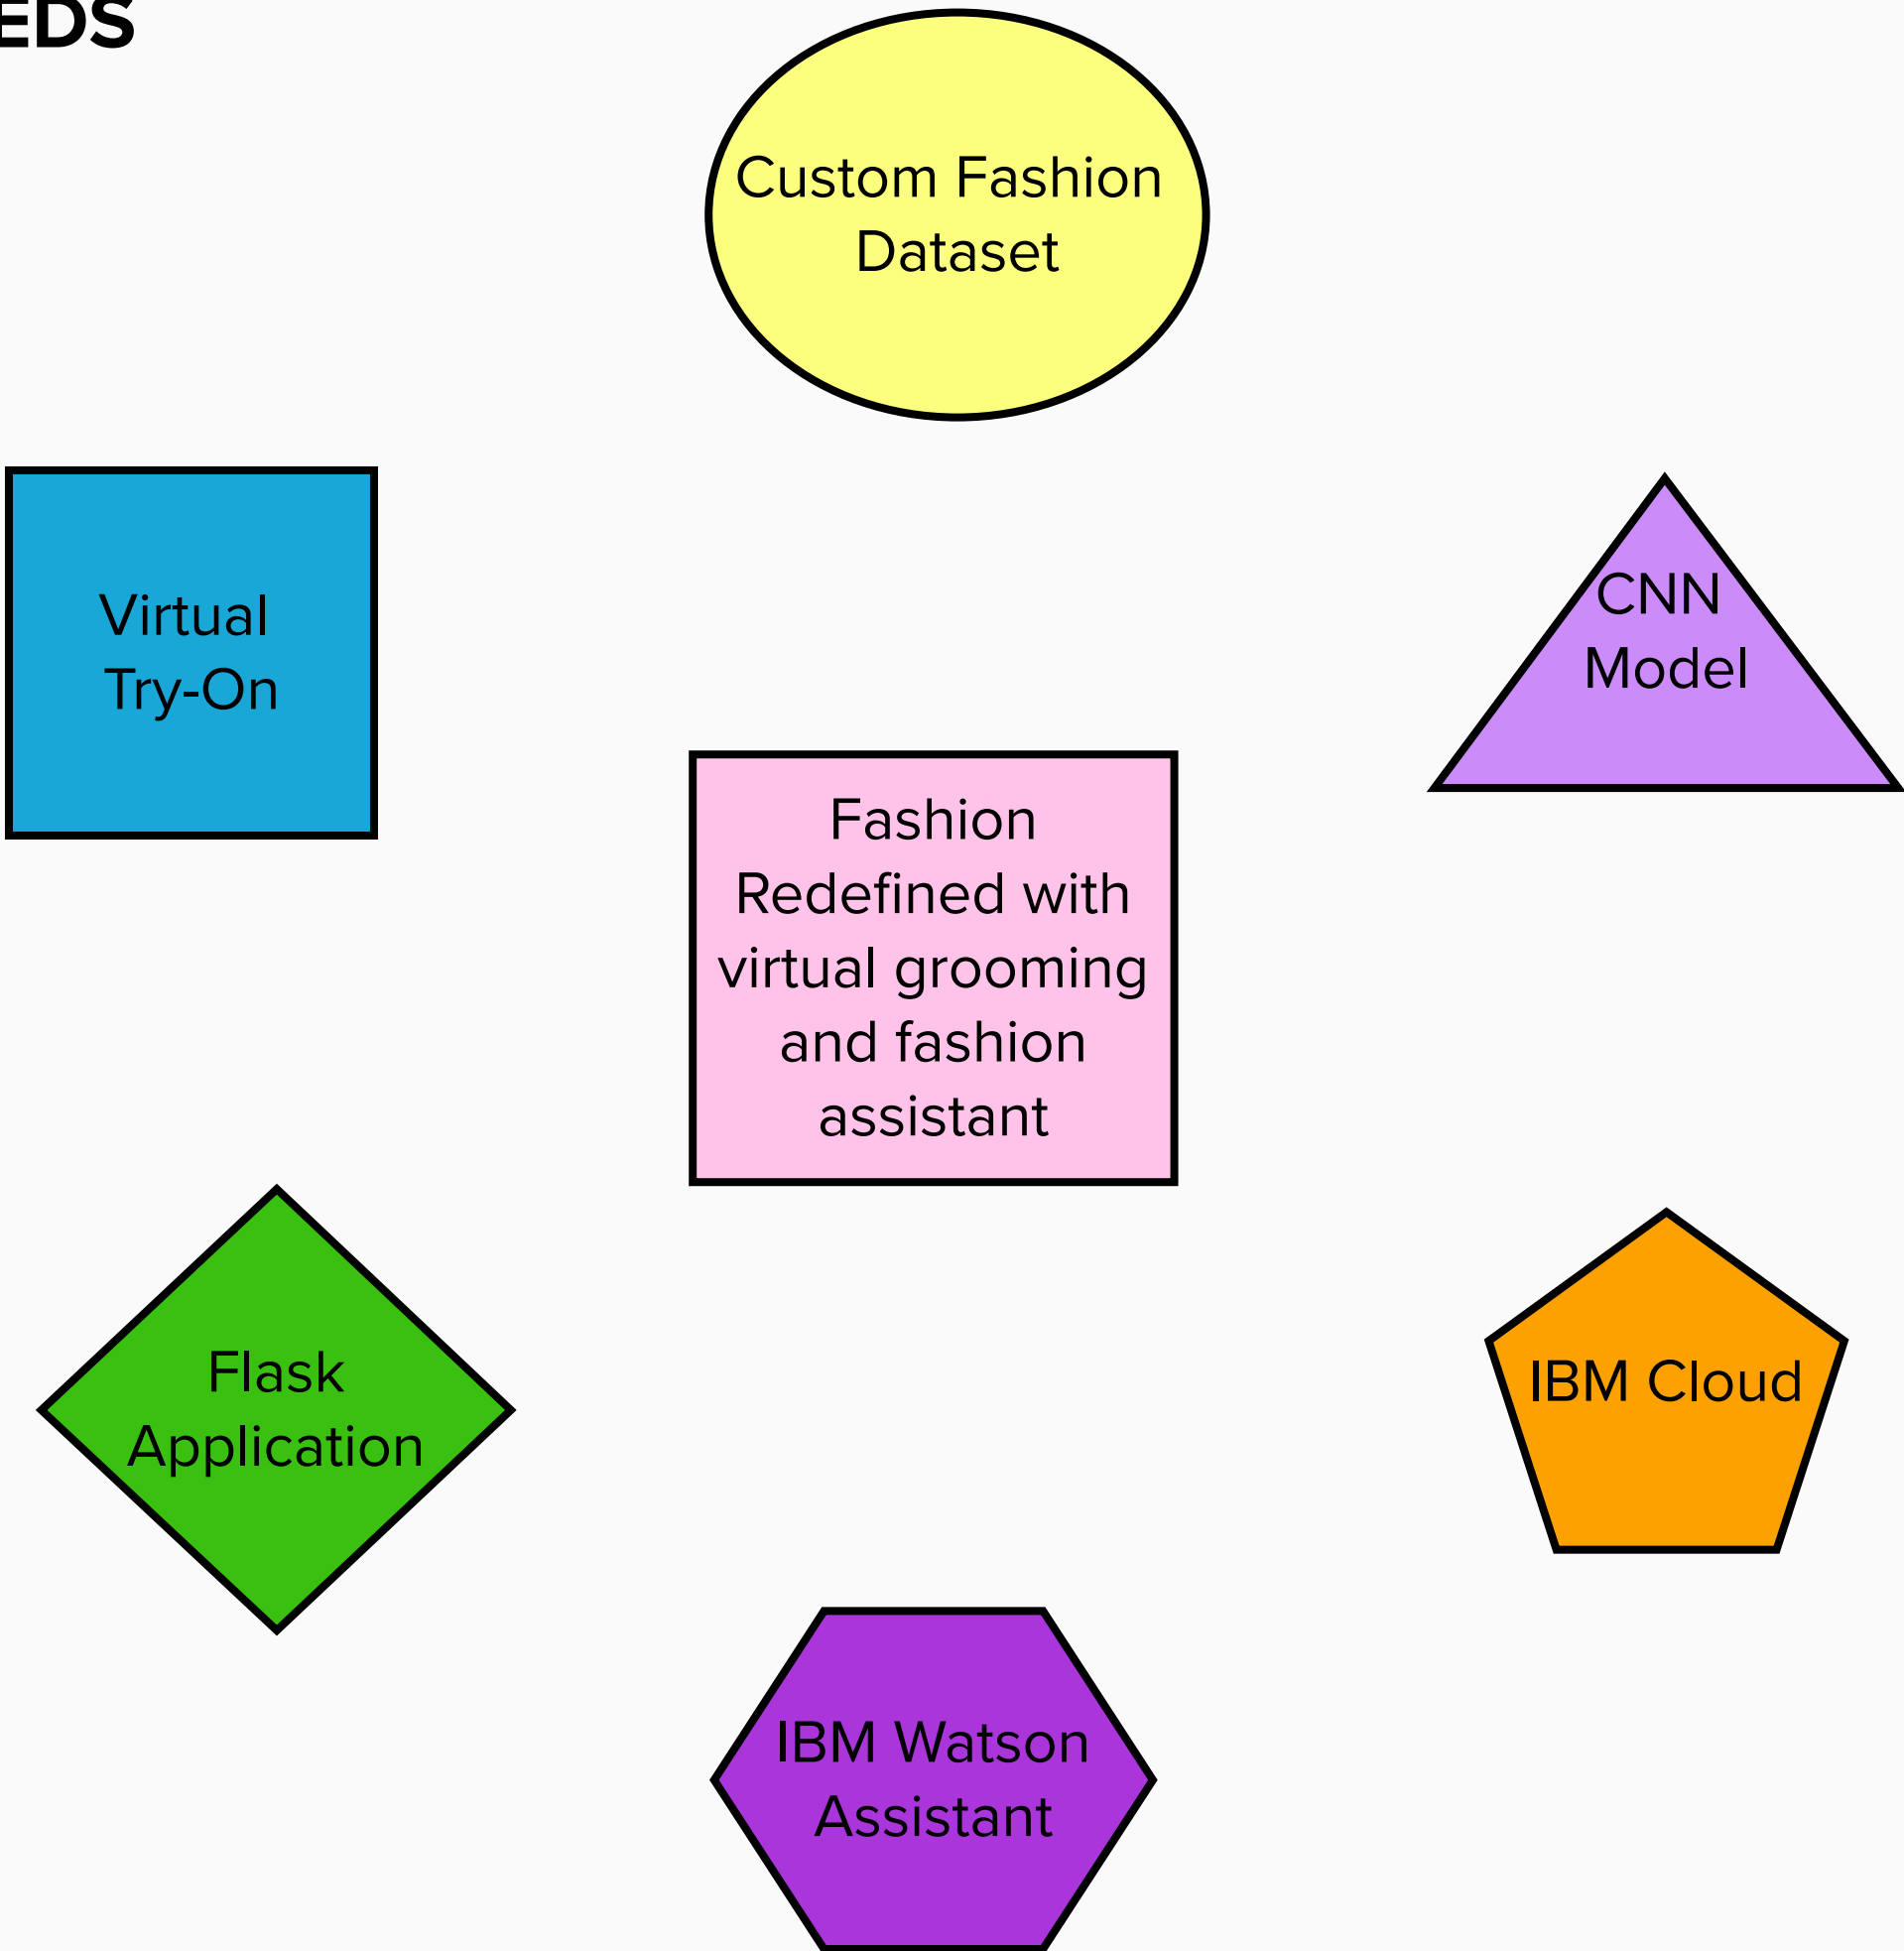 EDS
Custom Fashion
Dataset
Virtual
Try-On
CNN
Model
Fashion
Redefined with
virtual grooming
and fashion
assistant
Flask
Application
IBM Cloud
IBM Watson
Assistant